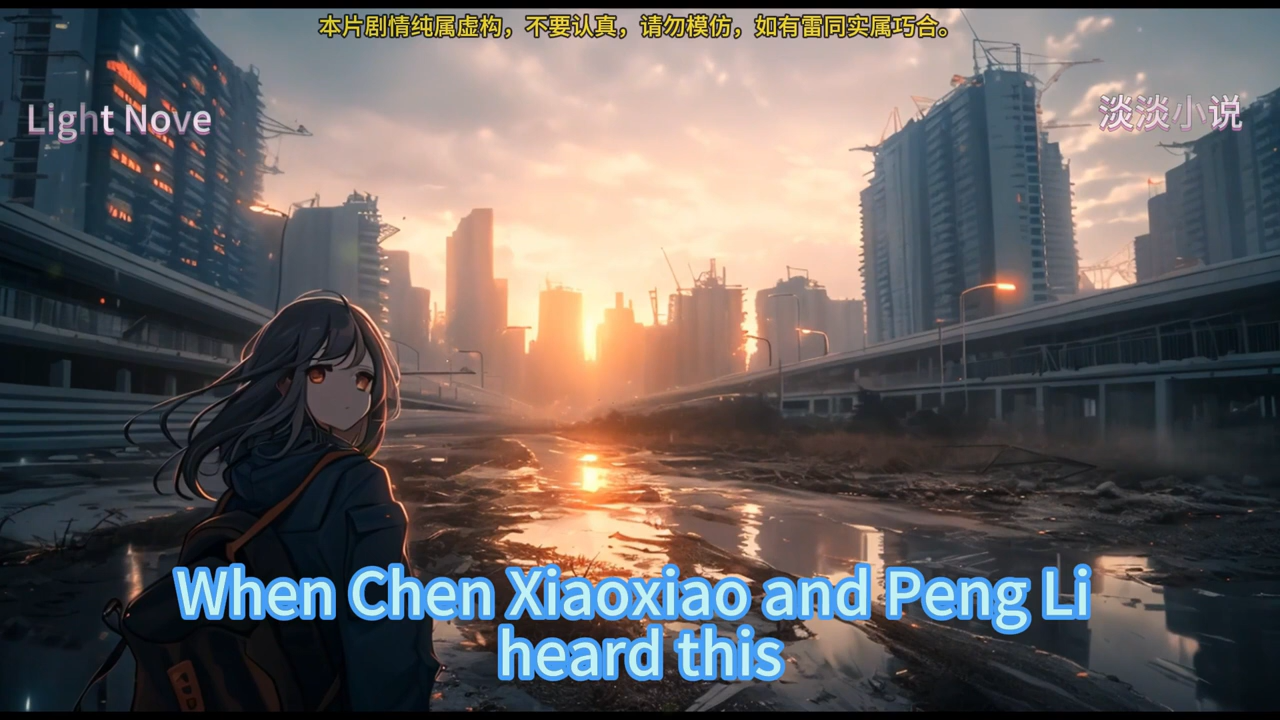 本片剧情纯属虚构，不要认真，请勿模仿，如有雷同实属巧合。
Light Nove
淡淡小说
When Chen Xiaoxiao and Peng Li
heard this